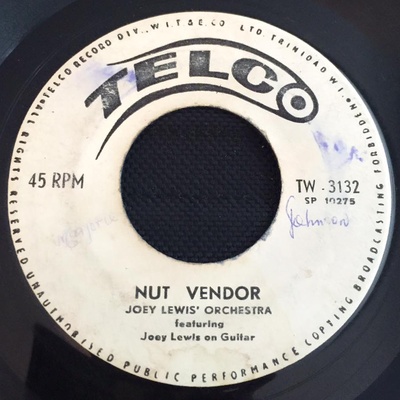 TELCO RECORD DIV., W.I.T.& E.CO LTD. TRINIDAD W.I.
TELCO
45 RPM
TW - 3132
SP 10275
Johnson
NUT VENDOR
JOEY LEWIS' ORCHESTRA
featuring
Joey Lewis on Guitar
ALL RIGHTS RESERVED UNAUTHORISED PUBLIC PERFORMANCE COPYING BROADCASTING FORBIDDEN